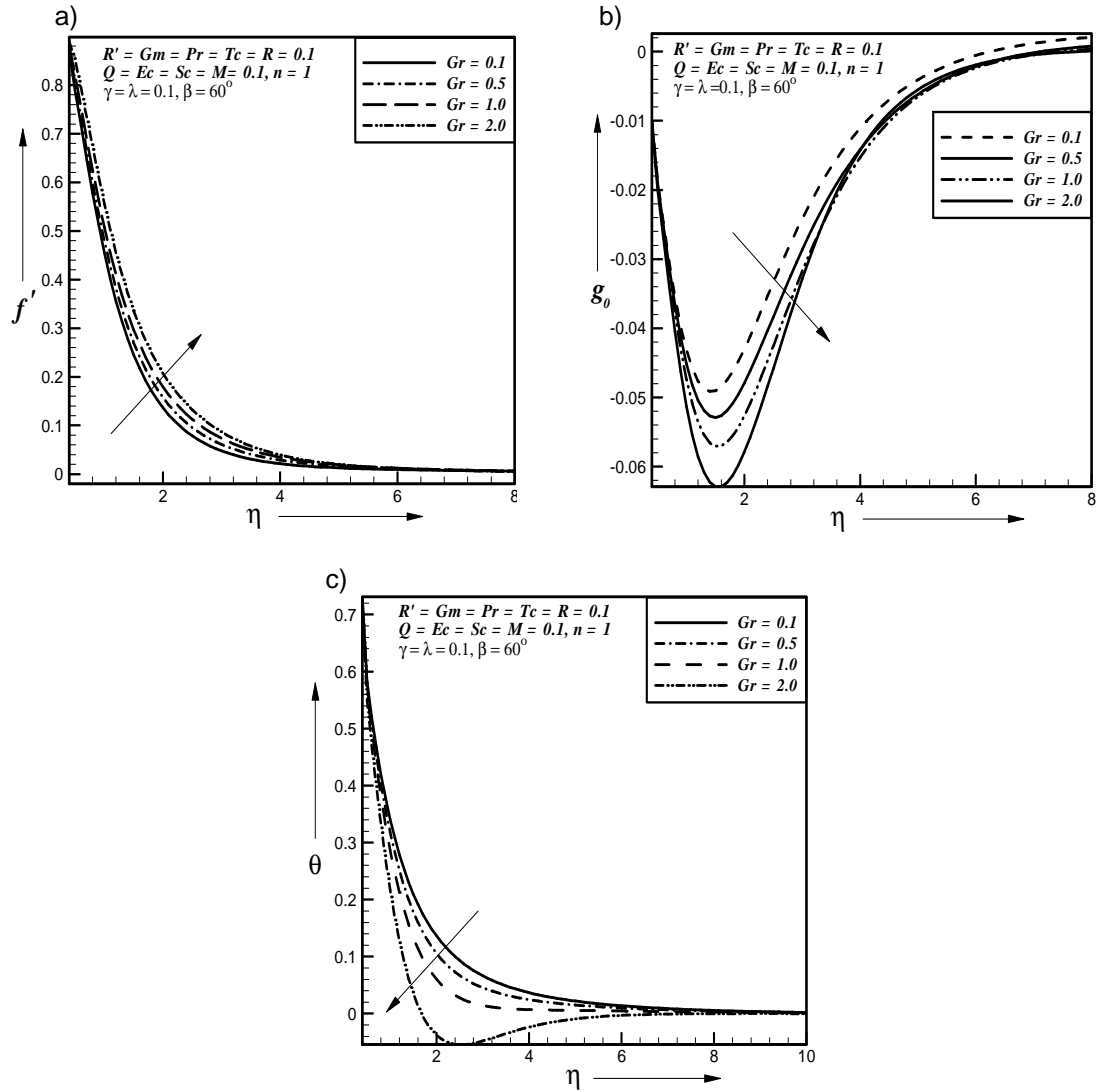 a)
R' = Gm = Pr = Tc = R = 0.1
Q = Ec = Sc = M = 0.1, n = 1
γ = λ = 0.1, β = 60°
Gr = 0.1
Gr = 0.5
Gr = 1.0
Gr = 2.0
0.8
0.7
0.6
0.5
0.4
0.3
0.2
0.1
0
f'
2
4
6
8
η
b)
R' = Gm = Pr = Tc = R = 0.1
Q = Ec = Sc = M = 0.1, n = 1
γ = λ =0.1, β = 60°
Gr = 0.1
Gr = 0.5
Gr = 1.0
Gr = 2.0
0
-0.01
-0.02
-0.03
-0.04
-0.05
-0.06
g₀
2
4
6
8
η
c)
R' = Gm = Pr = Tc = R = 0.1
Q = Ec = Sc = M = 0.1, n = 1
γ = λ = 0.1, β = 60°
Gr = 0.1
Gr = 0.5
Gr = 1.0
Gr = 2.0
0.7
0.6
0.5
0.4
0.3
0.2
0.1
0
θ
2
4
6
8
10
η